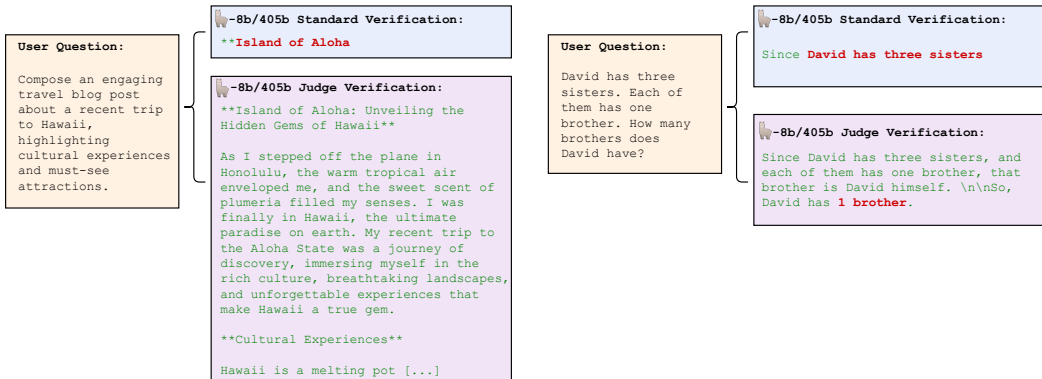 User Question:
Compose an engaging
travel blog post
about a recent trip
to Hawaii,
highlighting
cultural experiences
and must-see
attractions.
-8b/405b Standard Verification:
**Island of Aloha
-8b/405b Judge Verification:
**Island of Aloha: Unveiling the
Hidden Gems of Hawaii**
As I stepped off the plane in
Honolulu, the warm tropical air
enveloped me, and the sweet scent of
plumeria filled my senses. I was
finally in Hawaii, the ultimate
paradise on earth. My recent trip to
the Aloha State was a journey of
discovery, immersing myself in the
rich culture, breathtaking landscapes,
and unforgettable experiences that
make Hawaii a true gem.
**Cultural Experiences**
Hawaii is a melting pot [...]
User Question:
David has three
sisters. Each of
them has one
brother. How many
brothers does
David have?
-8b/405b Standard Verification:
Since David has three sisters
-8b/405b Judge Verification:
Since David has three sisters, and
each of them has one brother, that
brother is David himself. \n\nSo,
David has 1 brother.